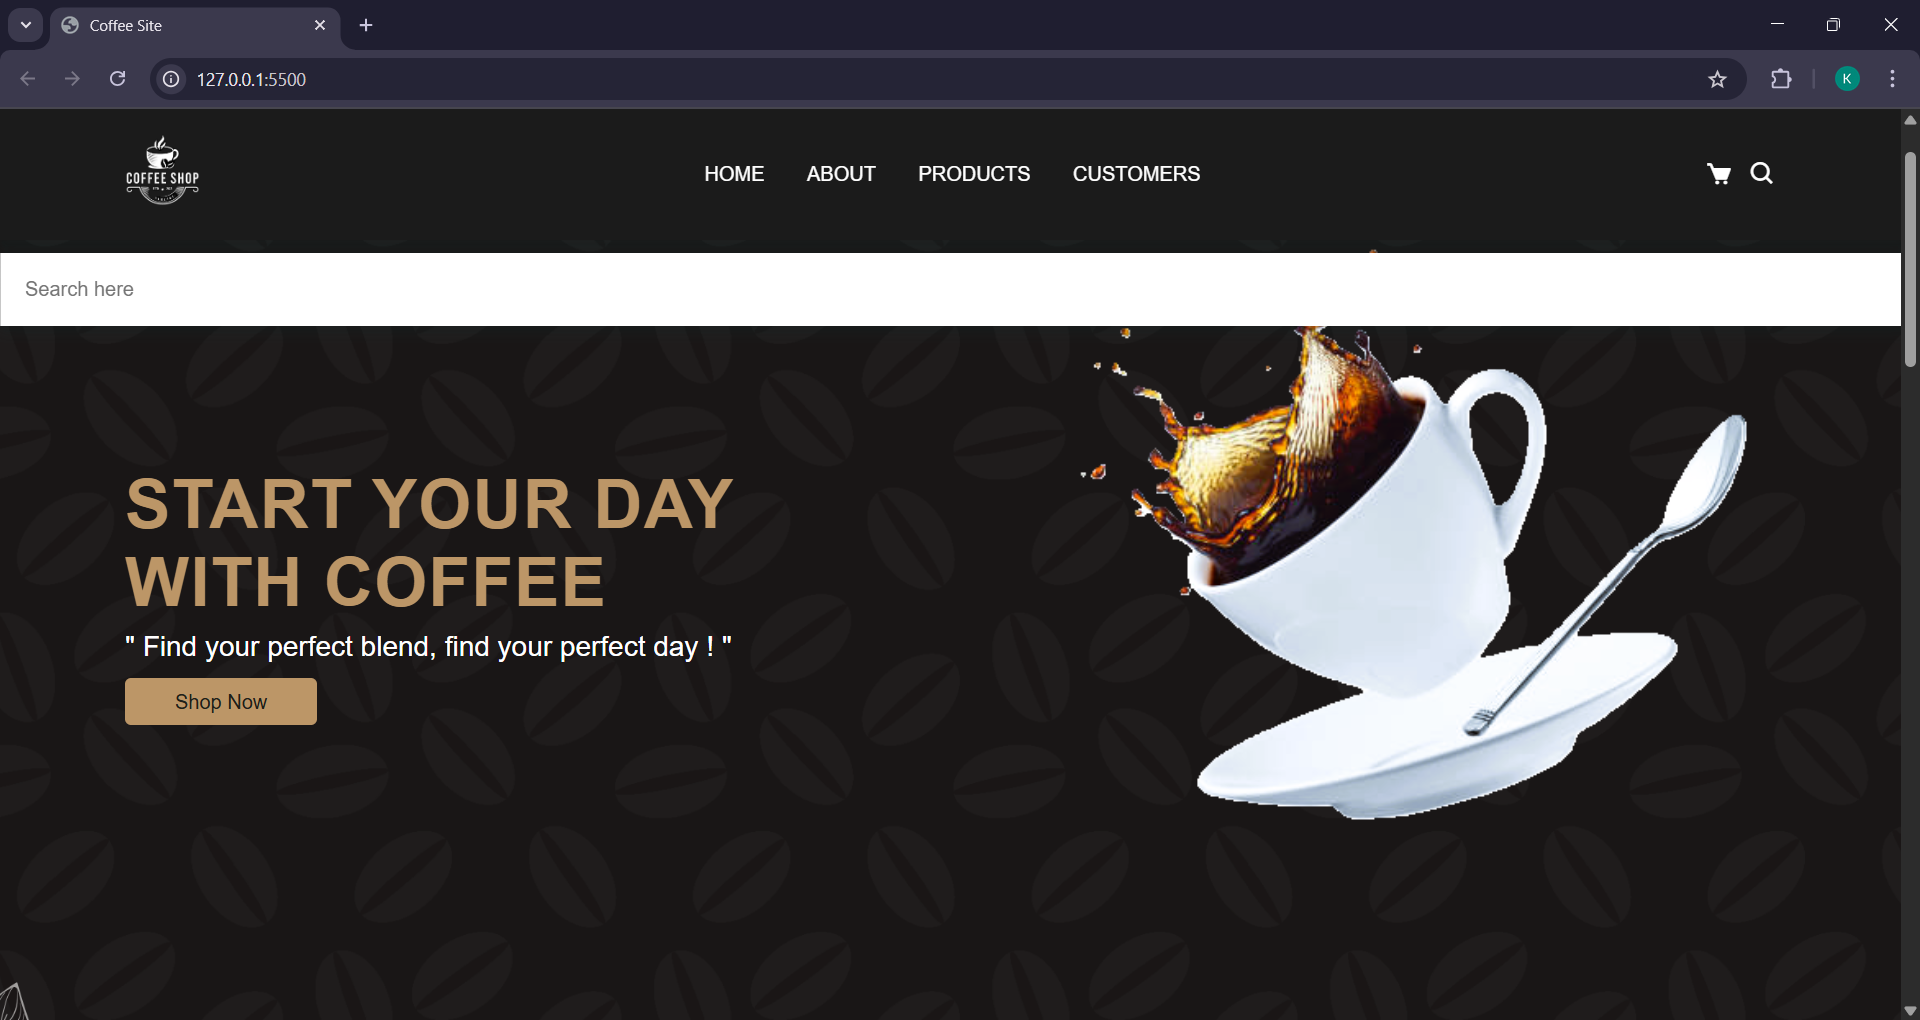 Coffee Site
127.0.0.1:5500
K
COFFEE SHOP
HOME ABOUT PRODUCTS CUSTOMERS
Search here
START YOUR DAY
WITH COFFEE
" Find your perfect blend, find your perfect day ! "
Shop Now